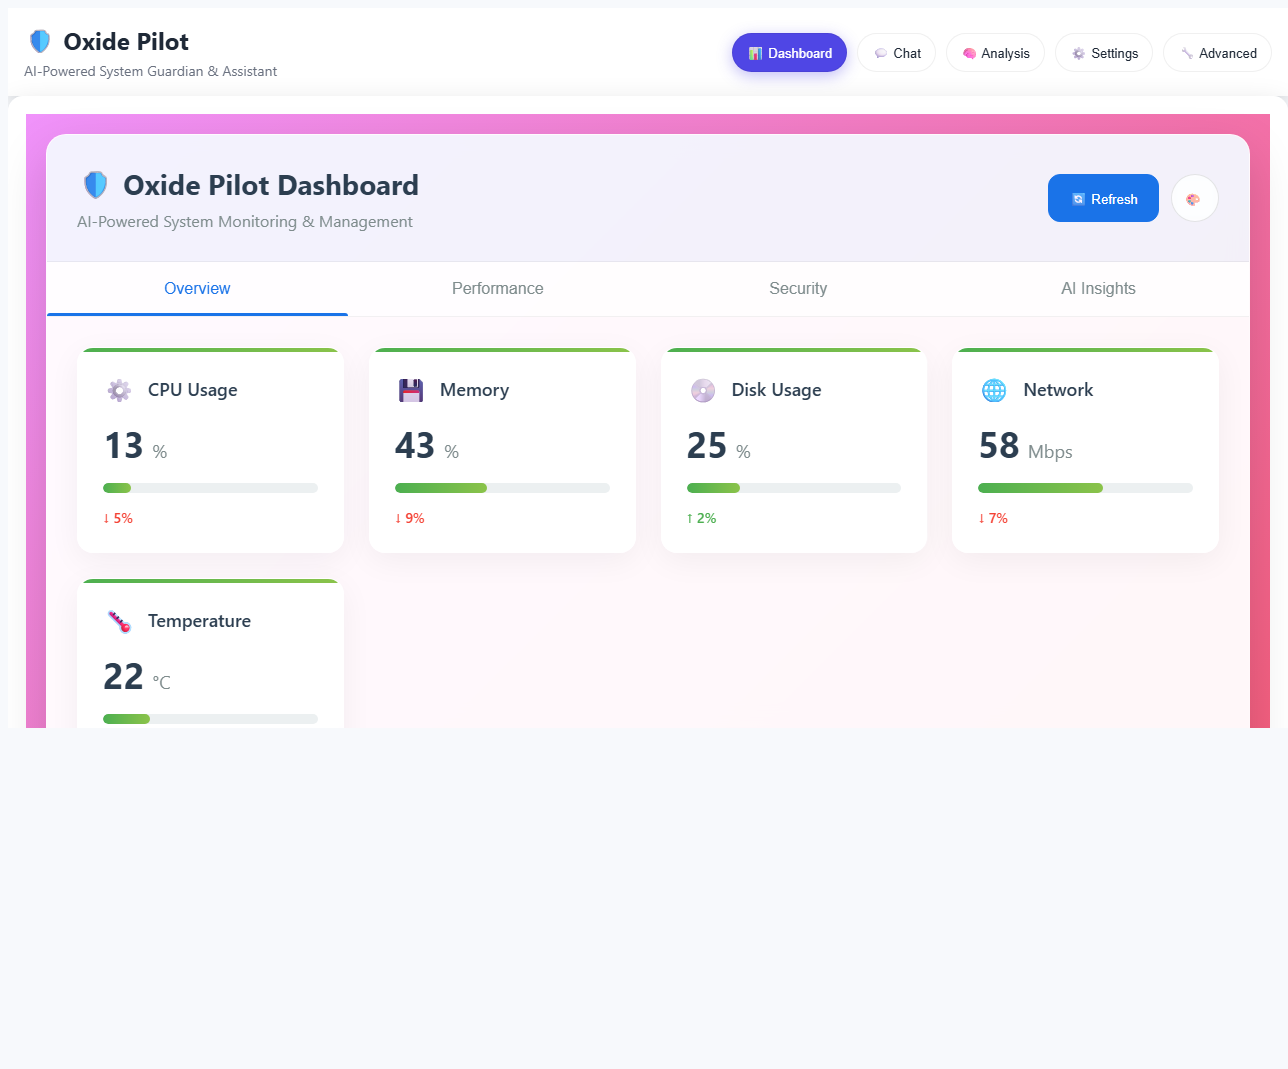 Oxide Pilot
AI-Powered System Guardian & Assistant
Dashboard
Chat
Analysis
Settings
Advanced
Oxide Pilot Dashboard
AI-Powered System Monitoring & Management
Refresh
Overview
Performance
Security
AI Insights
CPU Usage
13 %
↓ 5%
Memory
43 %
↓ 9%
Disk Usage
25 %
↑ 2%
Network
58 Mbps
↓ 7%
Temperature
22 °C